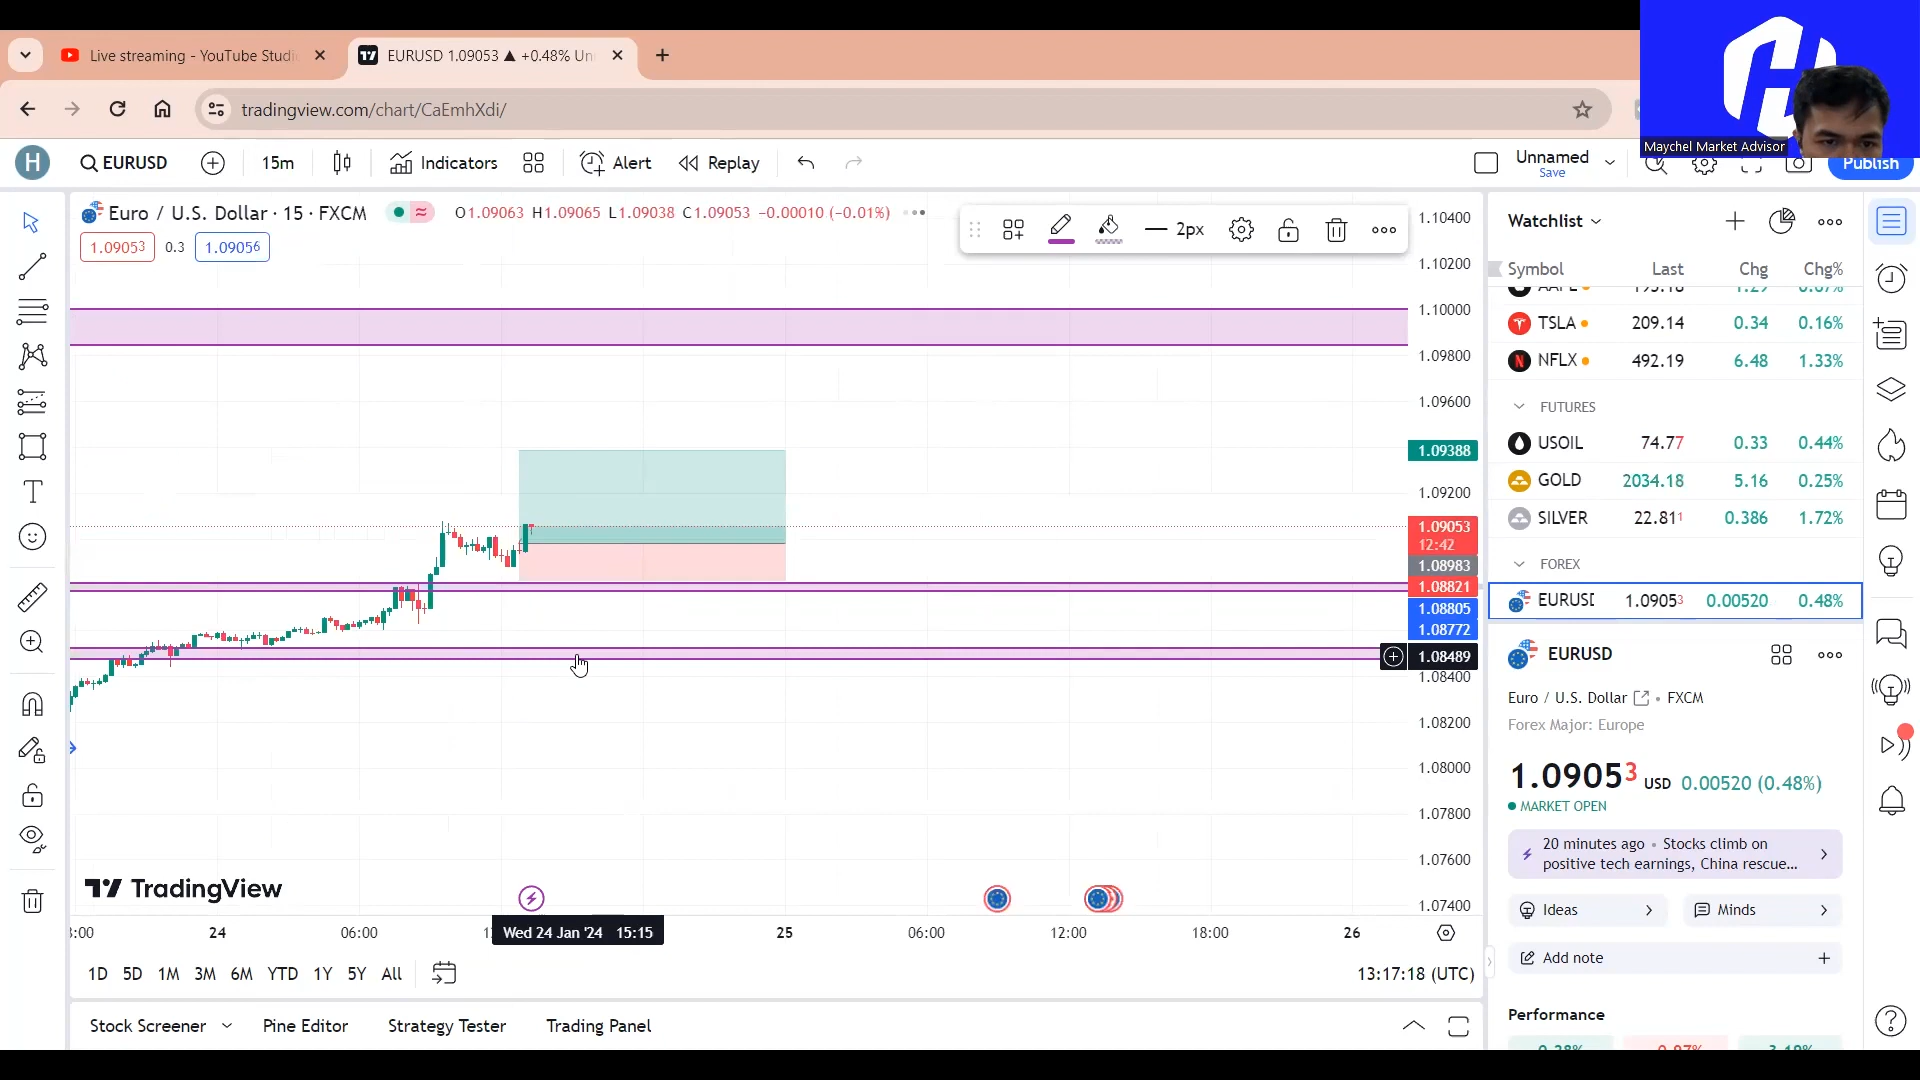 Live streaming - YouTube Studi
EURUSD 1.09053 ▲ +0.48% Un
tradingview.com/chart/CaEmhXdi/
Maychel Market Advisor
H
EURUSD
15m
Indicators
Alert
Replay
Unnamed
Save
Publish
Euro / U.S. Dollar · 15 · FXCM
O1.09063 H1.09065 L1.09038 C1.09053 −0.00010 (−0.01%)
1.09053
0.3
1.09056
2px
1.10400
1.10200
1.10000
1.09800
1.09600
1.09388
1.09200
1.09053
12:42
1.08983
1.08821
1.08805
1.08772
1.08489
1.08400
1.08200
1.08000
1.07800
1.07600
1.07400
TradingView
24
06:00
Wed 24 Jan '24 15:15
25
06:00
12:00
18:00
26
1D 5D 1M 3M 6M YTD 1Y 5Y All
13:17:18 (UTC)
Stock Screener
Pine Editor
Strategy Tester
Trading Panel
Watchlist
Symbol Last Chg Chg%
TSLA 209.14 0.34 0.16%
NFLX 492.19 6.48 1.33%
FUTURES
USOIL 74.77 0.33 0.44%
GOLD 2034.18 5.16 0.25%
SILVER 22.811 0.386 1.72%
FOREX
EURUSD 1.09053 0.00520 0.48%
EURUSD
Euro / U.S. Dollar • FXCM
Forex Major: Europe
1.09053 USD 0.00520 (0.48%)
MARKET OPEN
20 minutes ago • Stocks climb on
positive tech earnings, China rescue...
Ideas
Minds
Add note
Performance